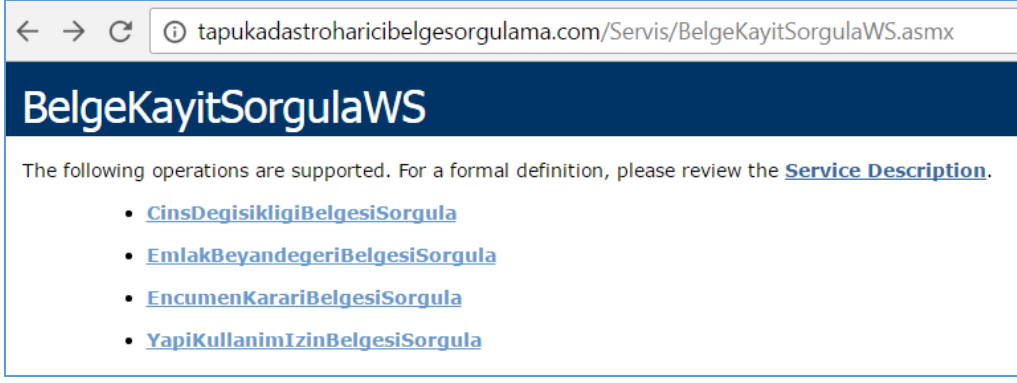 tapukadastroharicibelgesorgulama.com/Servis/BelgeKayitSorgulaWS.asmx
BelgeKayitSorgulaWS
The following operations are supported. For a formal definition, please review the Service Description.
CinsDegisikligiBelgesiSorgula
EmlakBeyandegeriBelgesiSorgula
EncumenKarariBelgesiSorgula
YapiKullanimIzinBelgesiSorgula